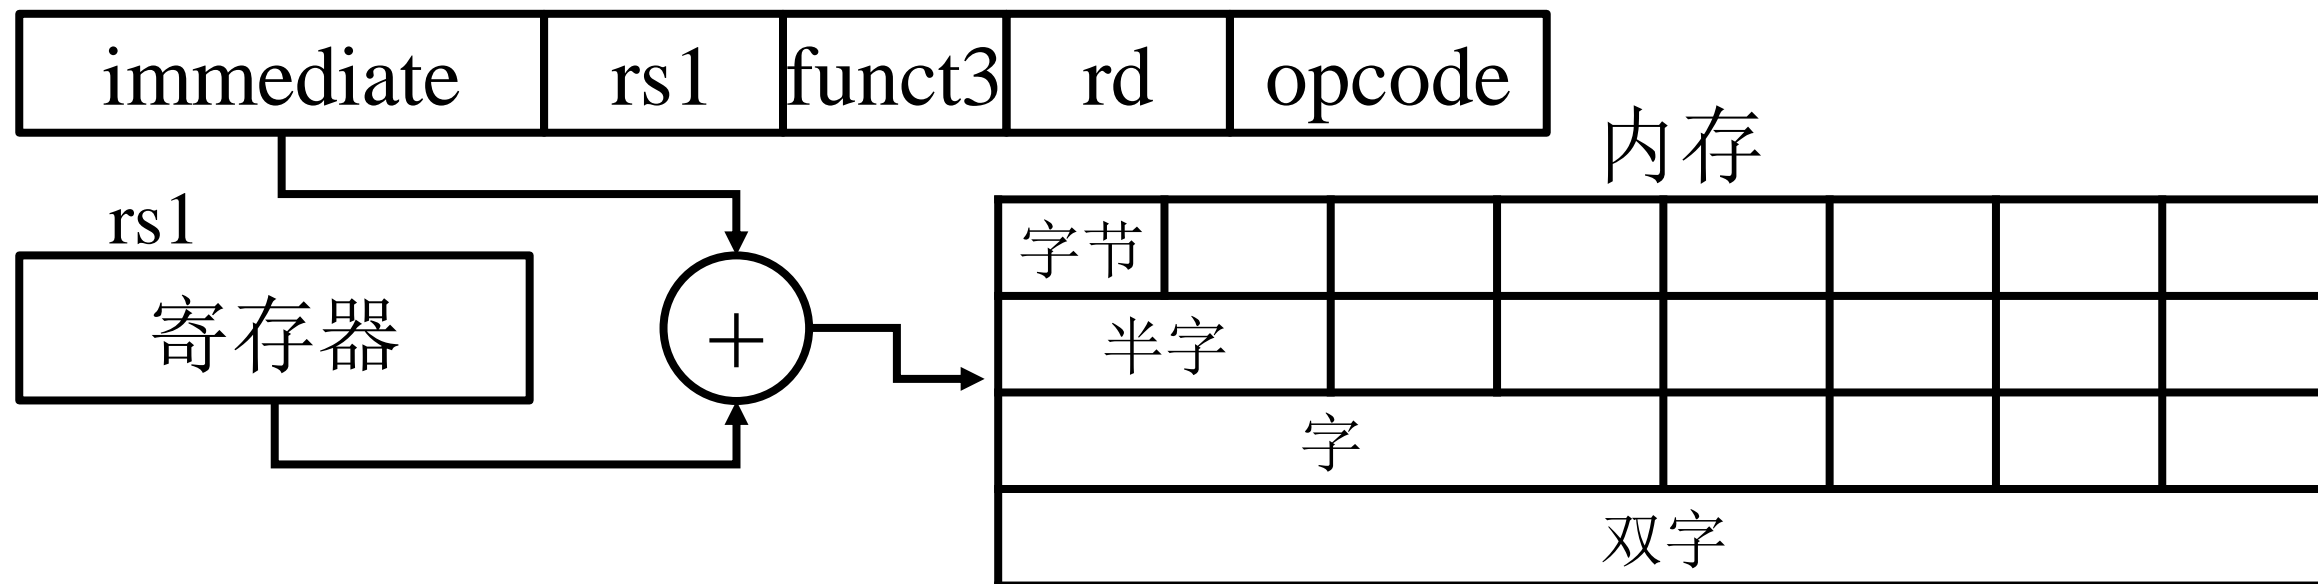 immediate rs1 funct3 rd opcode
内存
rs1
寄存器
+
字节
半字
字
双字